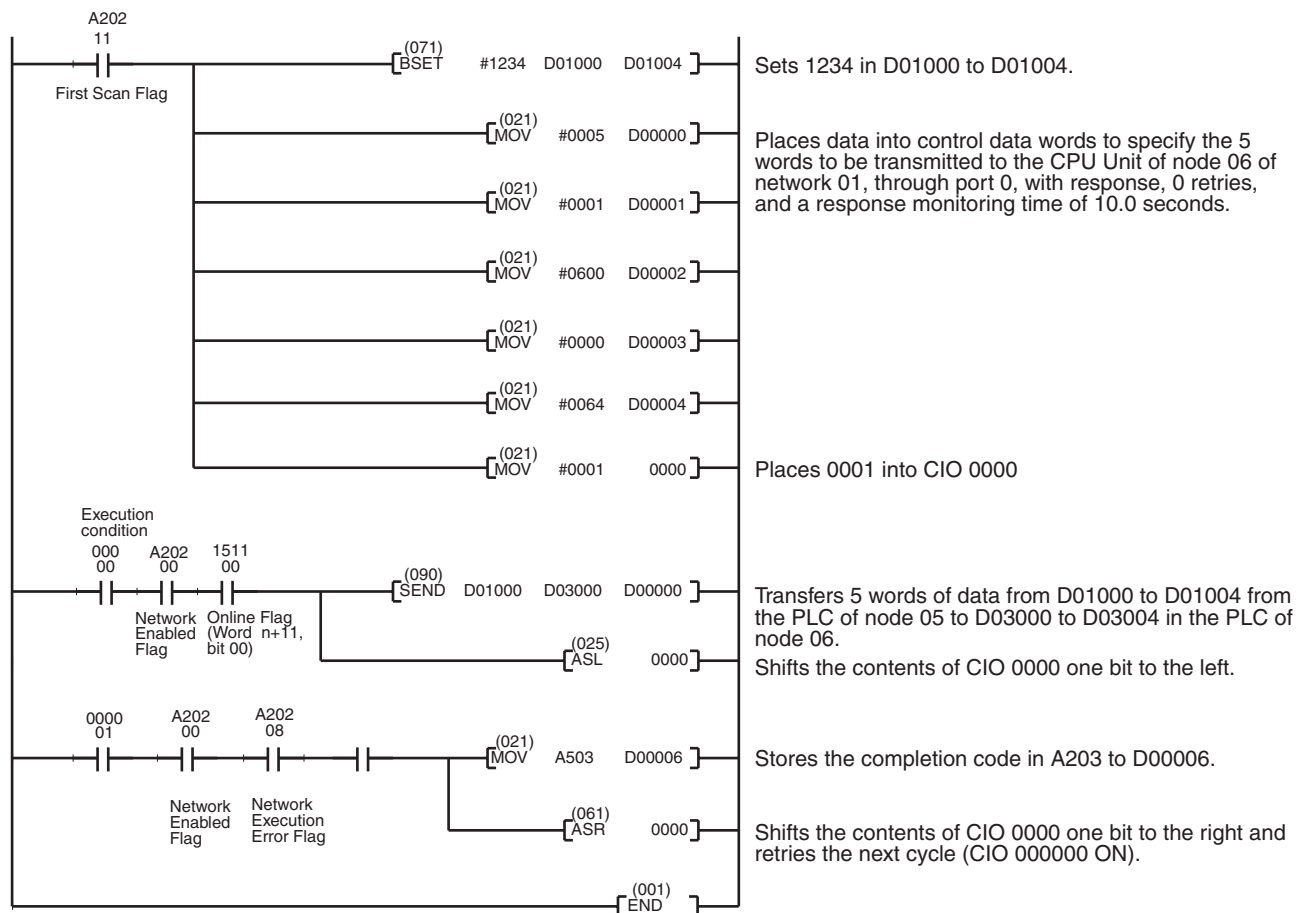 A202
11
First Scan Flag
(071)
BSET #1234 D01000 D01004
Sets 1234 in D01000 to D01004.
(021)
MOV #0005 D00000
Places data into control data words to specify the 5
words to be transmitted to the CPU Unit of node 06 of
network 01, through port 0, with response, 0 retries,
and a response monitoring time of 10.0 seconds.
(021)
MOV #0001 D00001
(021)
MOV #0600 D00002
(021)
MOV #0000 D00003
(021)
MOV #0064 D00004
(021)
MOV #0001 0000
Places 0001 into CIO 0000
Execution
condition
000 A202 1511
00 00 00
Network Online Flag
Enabled (Word n+11,
Flag bit 00)
(090)
SEND D01000 D03000 D00000
Transfers 5 words of data from D01000 to D01004 from
the PLC of node 05 to D03000 to D03004 in the PLC of
node 06.
(025)
ASL 0000
Shifts the contents of CIO 0000 one bit to the left.
0000 A202 A202
01 00 08
Network Network
Enabled Execution
Flag Error Flag
(021)
MOV A503 D00006
Stores the completion code in A203 to D00006.
(061)
ASR 0000
Shifts the contents of CIO 0000 one bit to the right and
retries the next cycle (CIO 000000 ON).
(001)
END